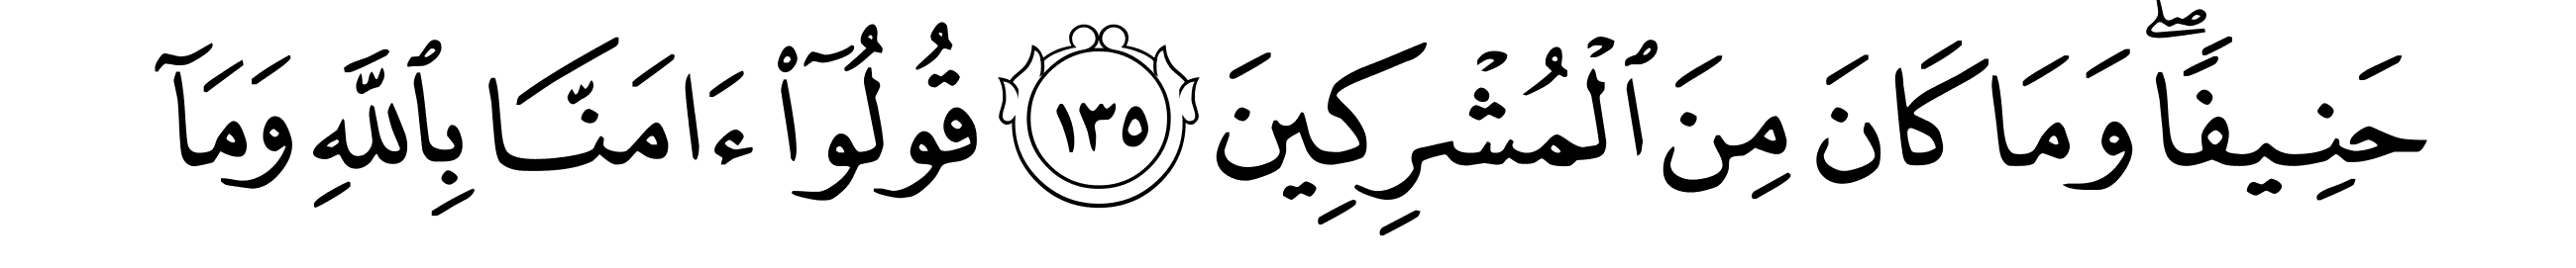 حَنِيفًاۖ وَمَا كَانَ مِنَ ٱلۡمُشۡرِكِينَ ١٣٥ قُولُوٓاْ ءَامَنَّا بِٱللَّهِ وَمَآ